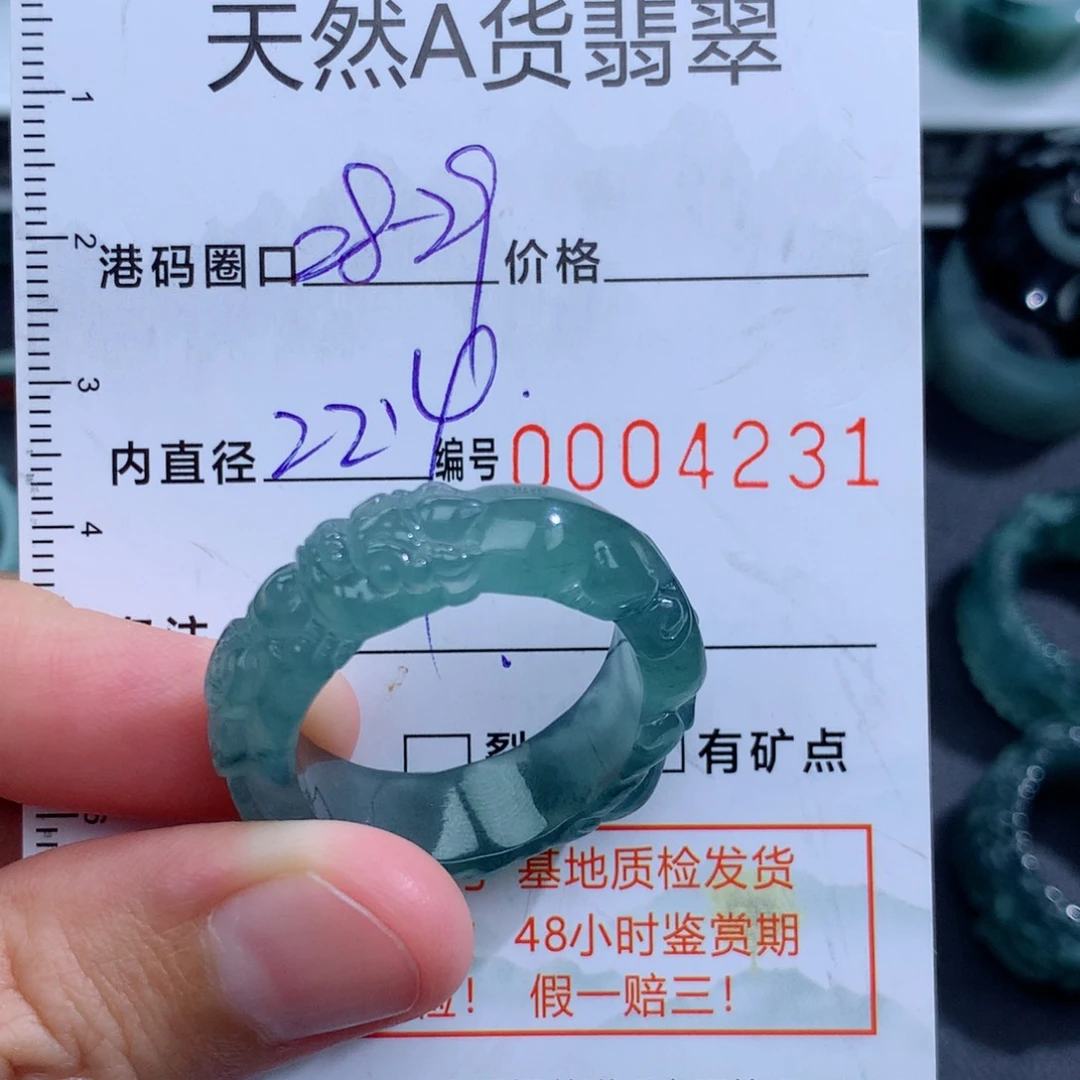 天然A货翡翠
1
港码圈口 28-29 价格
2
3
内直径 22.40 编号 0004231
4
有矿点
基地质检发货
48小时鉴赏期
验! 假一赔三!